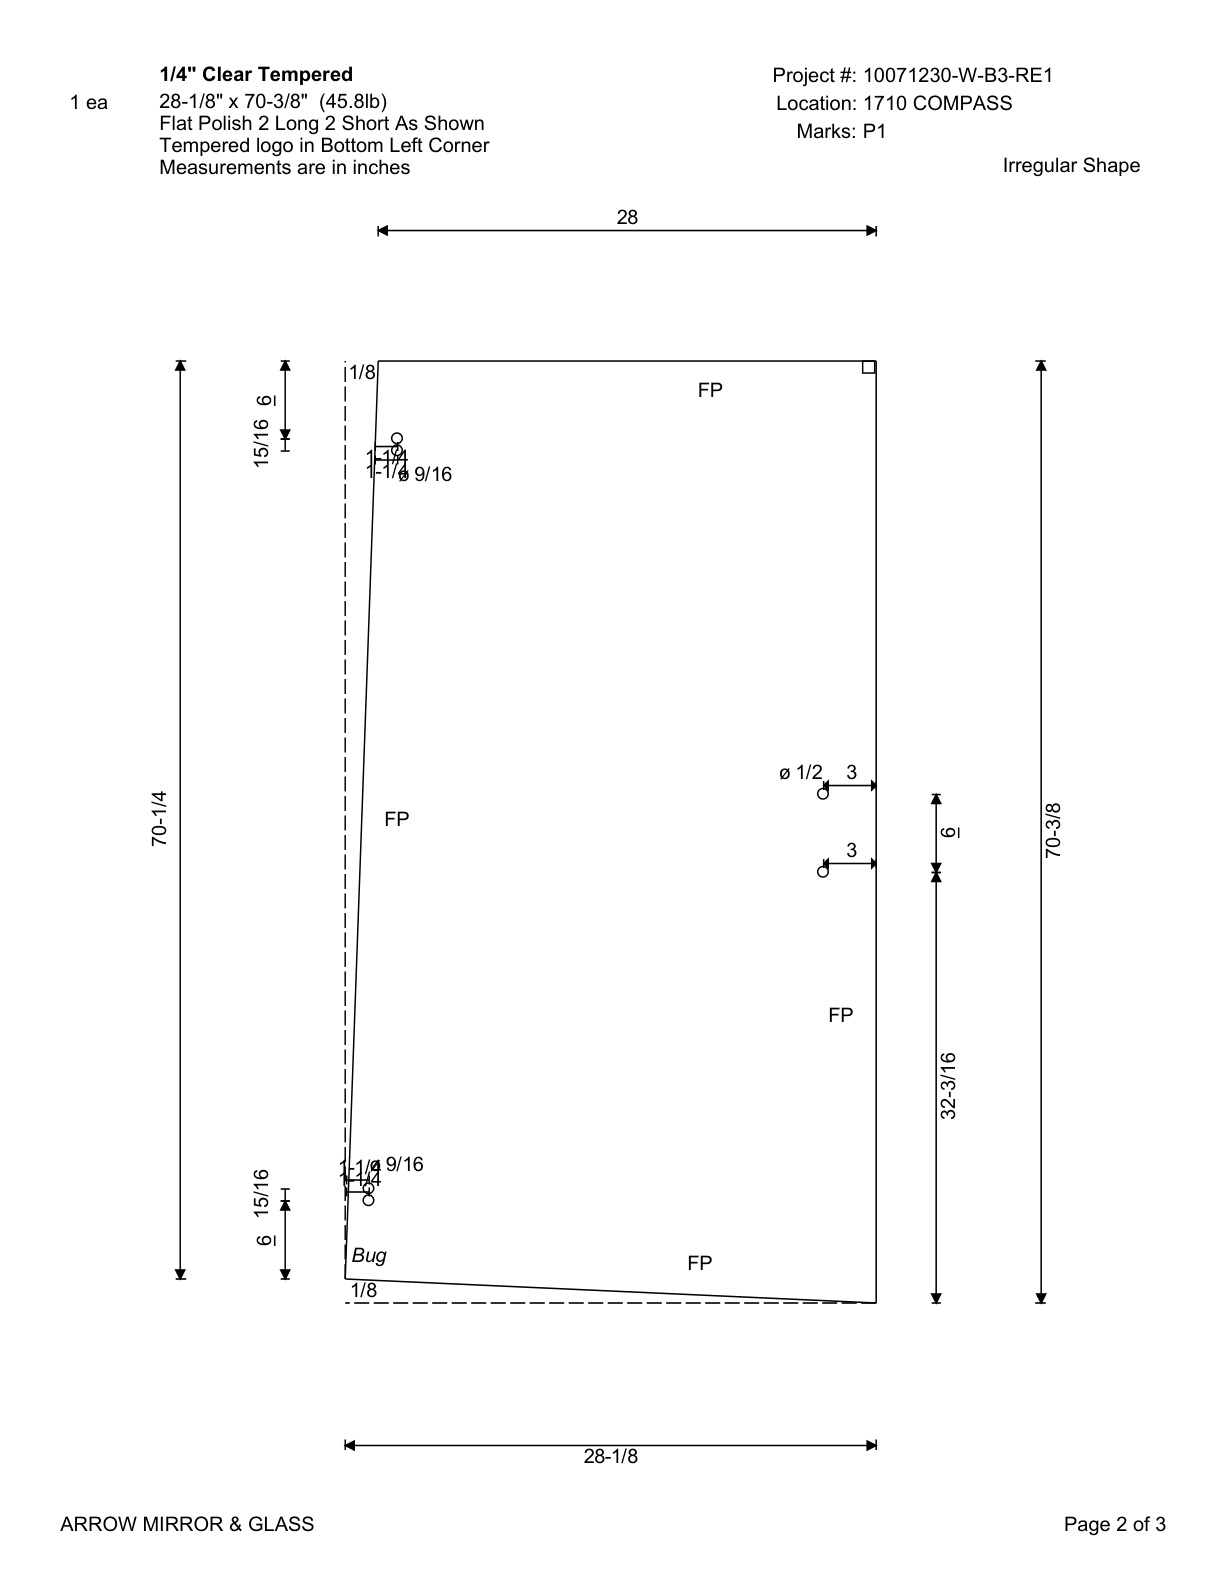 1/4" Clear Tempered
Project #: 10071230-W-B3-RE1
1 ea
28-1/8" x 70-3/8" (45.8lb)
Location: 1710 COMPASS
Flat Polish 2 Long 2 Short As Shown
Marks: P1
Tempered logo in Bottom Left Corner
Measurements are in inches
Irregular Shape
28
1/8
FP
6
15/16
1-1/4
1-1/4
ø 9/16
ø 1/2
3
70-1/4
FP
6
70-3/8
3
FP
32-3/16
15/16
1-1/4
ø 9/16
1-1/4
6
Bug
FP
1/8
28-1/8
ARROW MIRROR & GLASS
Page 2 of 3